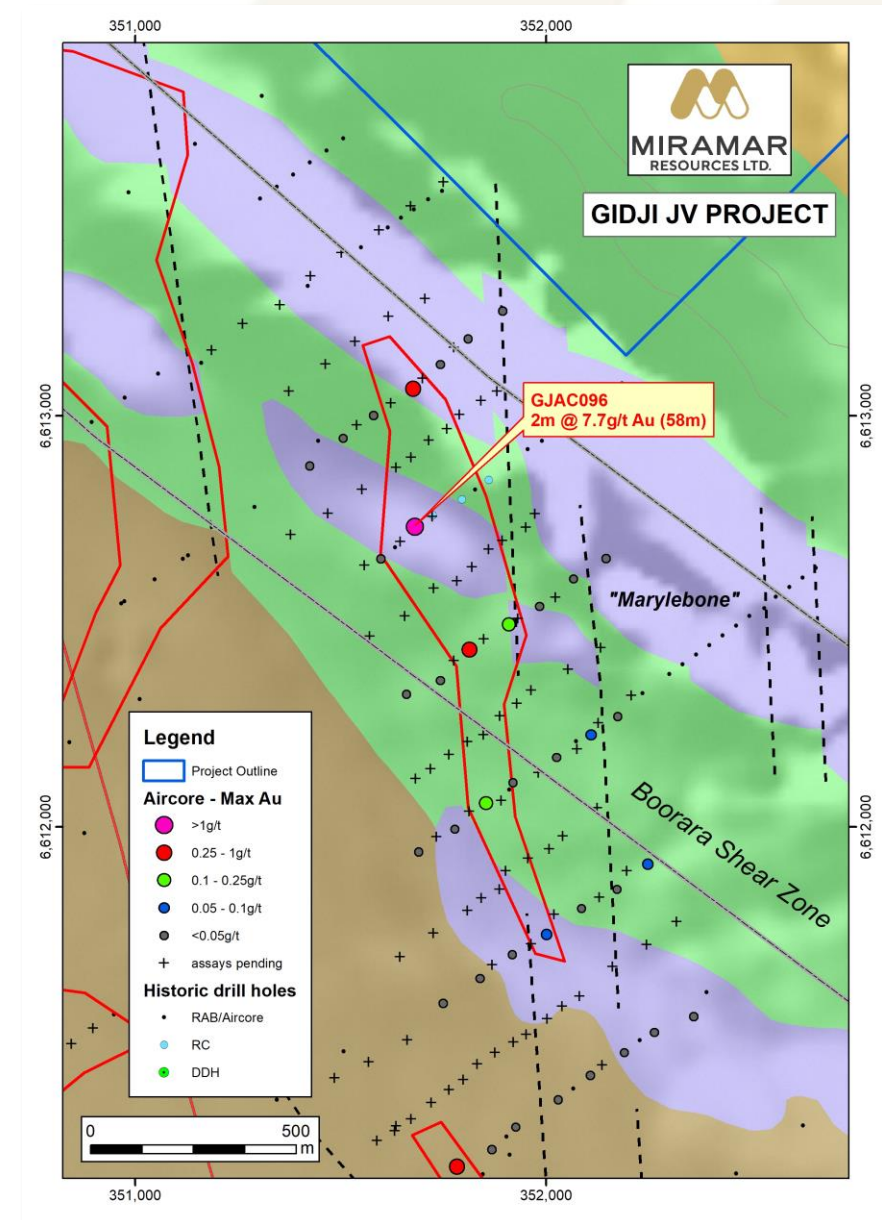 351,000
352,000
MIRAMAR
RESOURCES LTD.
GIDJI JV PROJECT
6,613,000
6,613,000
GJAC096
2m @ 7.7g/t Au (58m)
"Marylebone"
Boorara Shear Zone
6,612,000
6,612,000
Legend
Project Outline
Aircore - Max Au
>1g/t
0.25 - 1g/t
0.1 - 0.25g/t
0.05 - 0.1g/t
<0.05g/t
assays pending
Historic drill holes
RAB/Aircore
RC
DDH
0
500
m
351,000
352,000